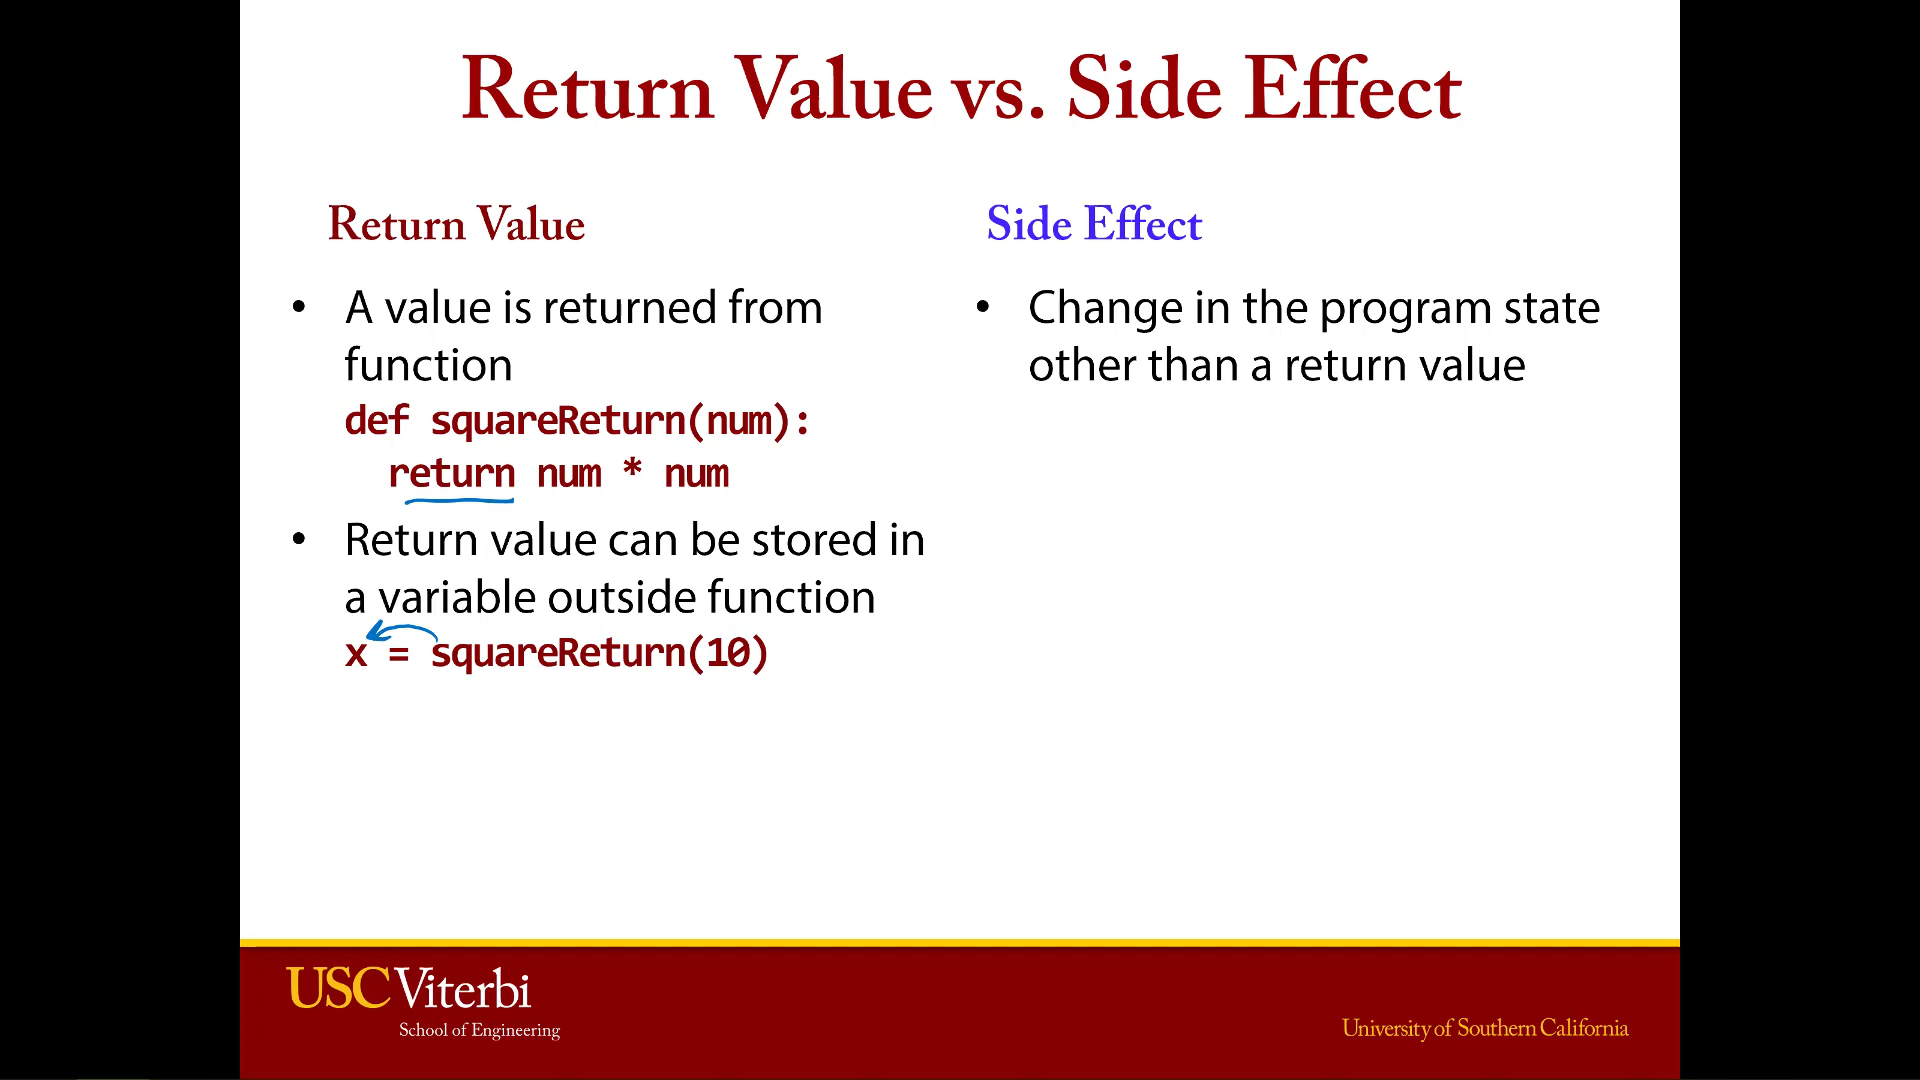 Return Value vs. Side Effect
Return Value
• A value is returned from
function
def squareReturn(num):
return num * num
• Return value can be stored in
a variable outside function
x = squareReturn(10)
Side Effect
• Change in the program state
other than a return value
USC Viterbi
School of Engineering
University of Southern California